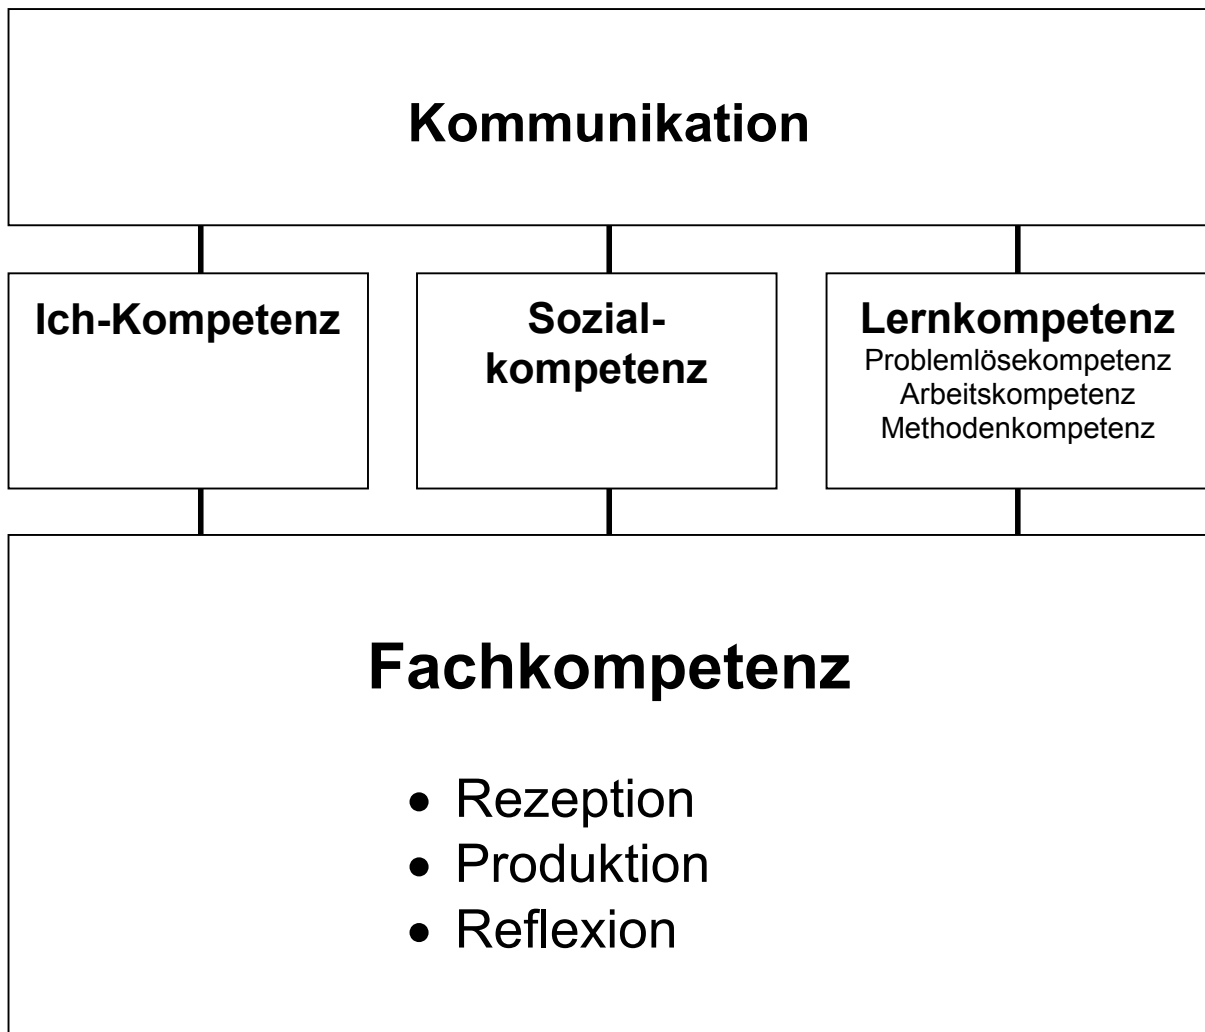 Kommunikation
Ich-Kompetenz
Sozial-
kompetenz
Lernkompetenz
Problemlösekompetenz
Arbeitskompetenz
Methodenkompetenz
Fachkompetenz
• Rezeption
• Produktion
• Reflexion